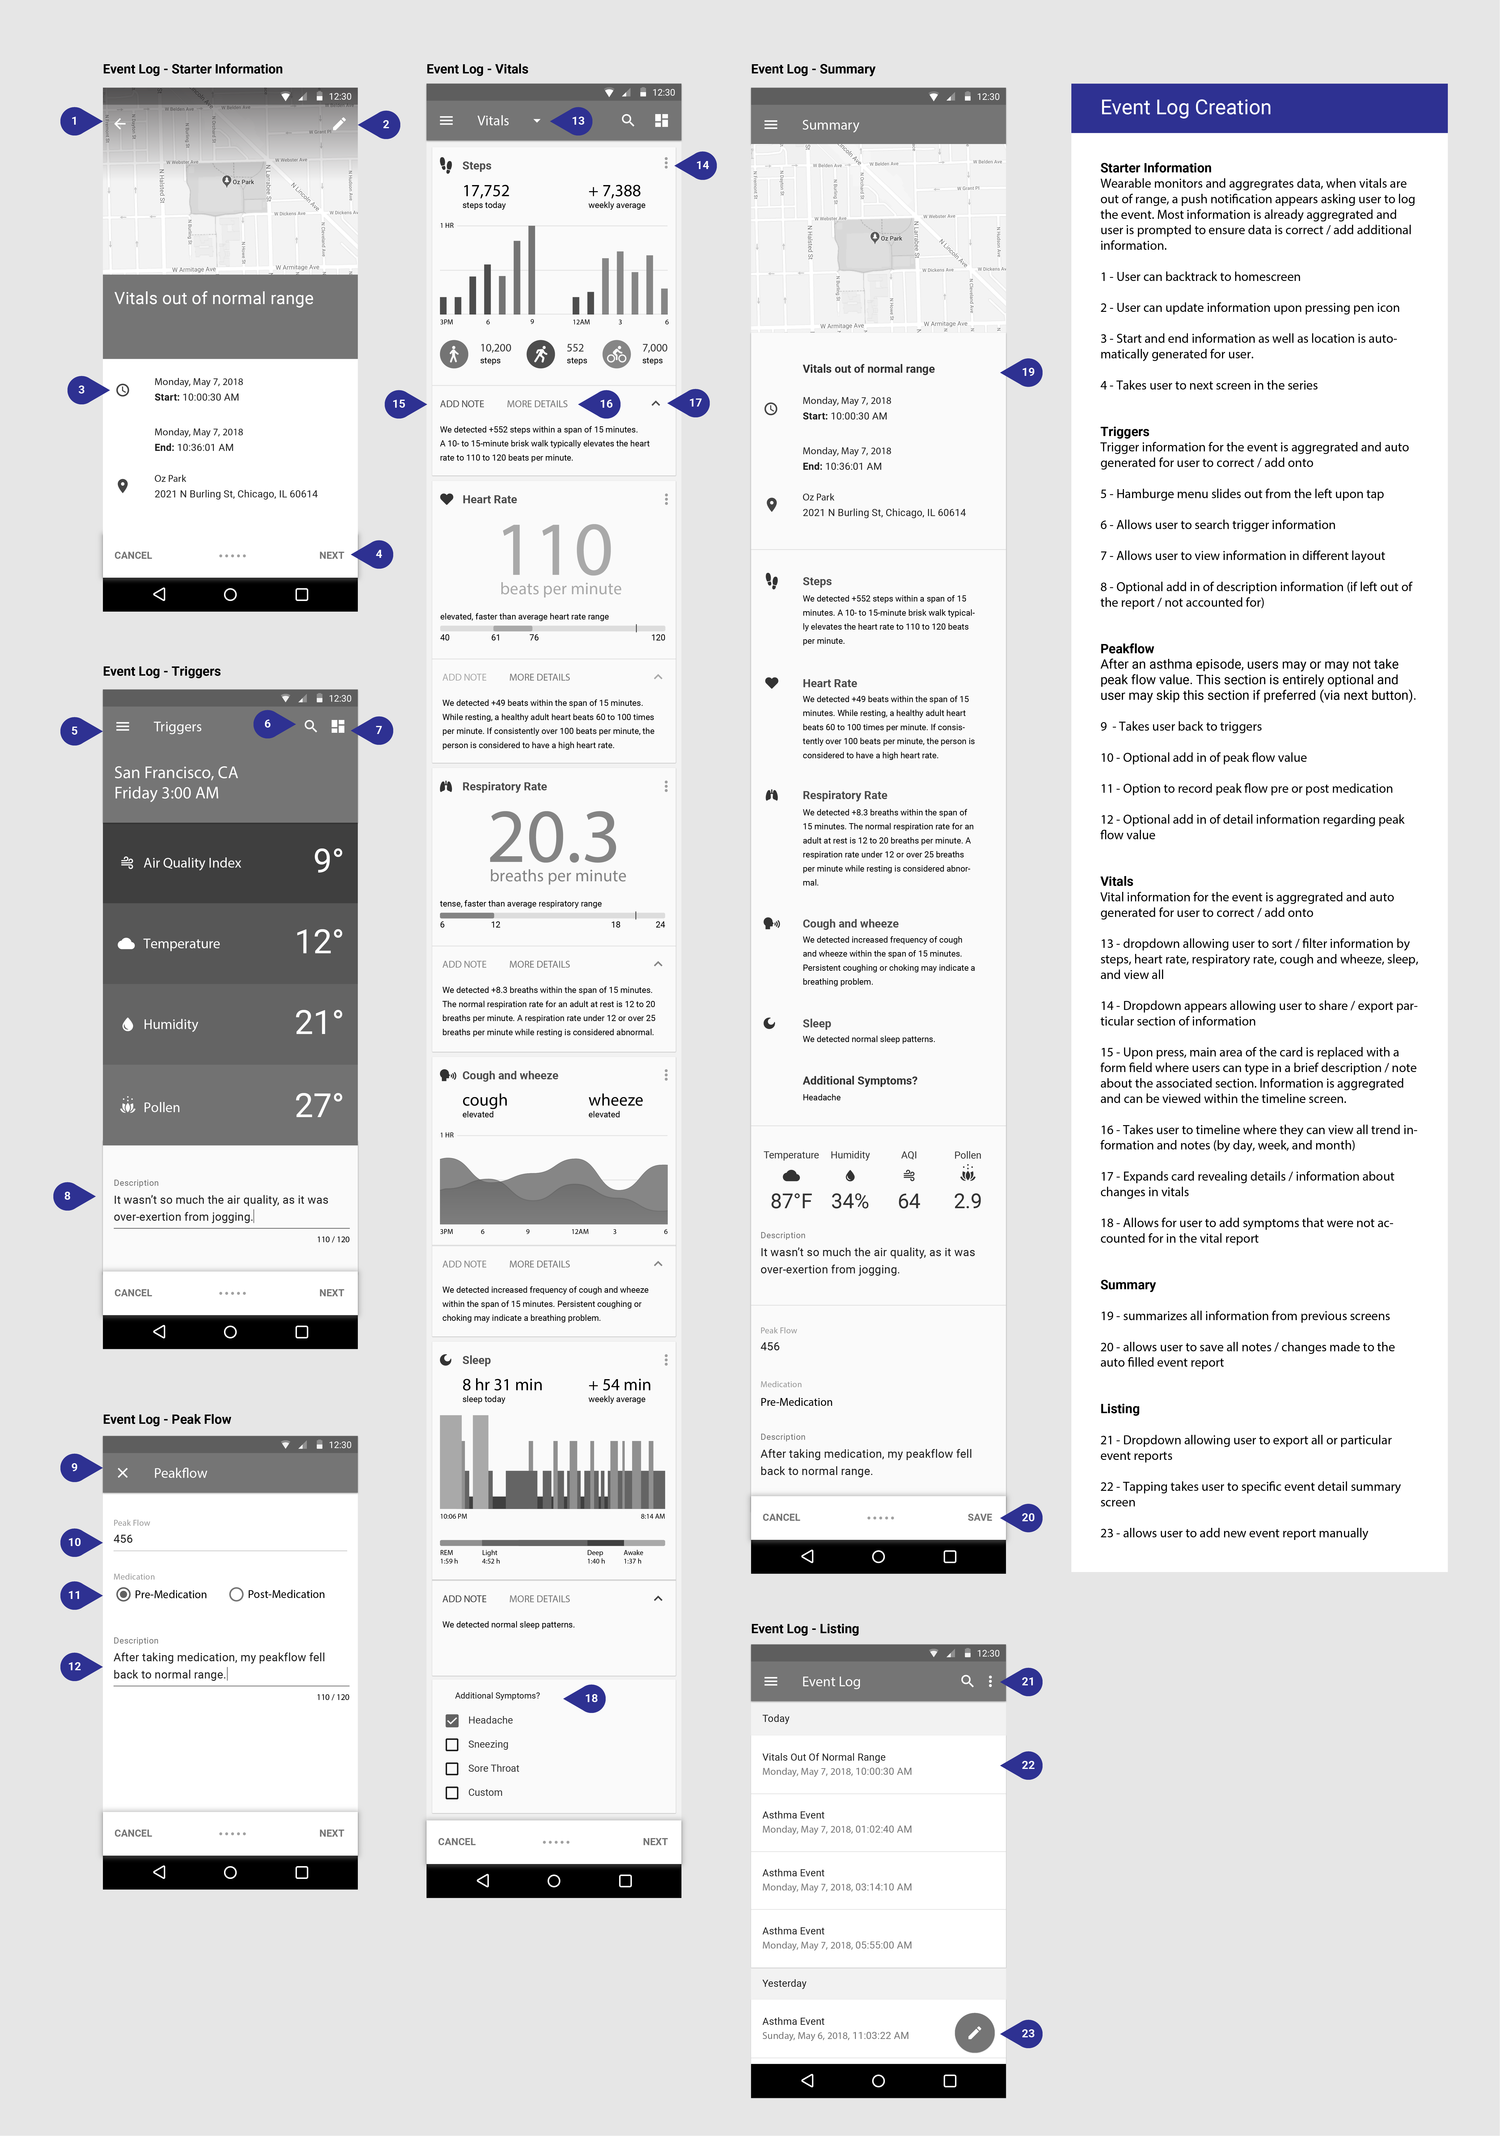 Event Log - Starter Information
12:30
1
2
Oz Park
W Armitage Ave
W Armitage Ave
Vitals out of normal range
3
Monday, May 7, 2018
Start: 10:00:30 AM
Monday, May 7, 2018
End: 10:36:01 AM
Oz Park
2021 N Burling St, Chicago, IL 60614
CANCEL
NEXT
4
Event Log - Triggers
12:30
5
Triggers
6
7
San Francisco, CA
Friday 3:00 AM
Air Quality Index
9°
Temperature
12°
Humidity
21°
Pollen
27°
8
Description
It wasn't so much the air quality, as it was
over-exertion from jogging.
110 / 120
CANCEL
NEXT
Event Log - Peak Flow
12:30
9
Peakflow
10
Peak Flow
456
11
Medication
Pre-Medication
Post-Medication
12
Description
After taking medication, my peakflow fell
back to normal range.
110 / 120
CANCEL
NEXT
Event Log - Vitals
12:30
Vitals
13
Steps
14
17,752
steps today
+ 7,388
weekly average
1 HR
3PM
6
9
12AM
3
6
10,200
steps
552
steps
7,000
steps
15
ADD NOTE
MORE DETAILS
16
17
We detected +552 steps within a span of 15 minutes.
A 10- to 15-minute brisk walk typically elevates the heart
rate to 110 to 120 beats per minute.
Heart Rate
110
beats per minute
elevated, faster than average heart rate range
40
61
76
120
ADD NOTE
MORE DETAILS
We detected +49 beats within the span of 15 minutes.
While resting, a healthy adult heart beats 60 to 100 times
per minute. If consistently over 100 beats per minute, the
person is considered to have a high heart rate.
Respiratory Rate
20.3
breaths per minute
tense, faster than average respiratory range
6
12
18
24
ADD NOTE
MORE DETAILS
We detected +8.3 breaths within the span of 15 minutes.
The normal respiration rate for an adult at rest is 12 to 20
breaths per minute. A respiration rate under 12 or over 25
breaths per minute while resting is considered abnormal.
Cough and wheeze
cough
elevated
wheeze
elevated
1 HR
3PM
6
9
12AM
3
6
ADD NOTE
MORE DETAILS
We detected increased frequency of cough and wheeze
within the span of 15 minutes. Persistent coughing or
choking may indicate a breathing problem.
Sleep
8 hr 31 min
sleep today
+ 54 min
weekly average
10:06 PM
8:14 AM
REM
1:59 h
Light
4:52 h
Deep
1:40 h
Awake
1:37 h
ADD NOTE
MORE DETAILS
We detected normal sleep patterns.
Additional Symptoms?
18
Headache
Sneezing
Sore Throat
Custom
CANCEL
NEXT
Event Log - Summary
12:30
Summary
Oz Park
W Armitage Ave
W Armitage Ave
Vitals out of normal range
19
Monday, May 7, 2018
Start: 10:00:30 AM
Monday, May 7, 2018
End: 10:36:01 AM
Oz Park
2021 N Burling St, Chicago, IL 60614
Steps
We detected +552 steps within a span of 15
minutes. A 10- to 15-minute brisk walk typical-
ly elevates the heart rate to 110 to 120 beats
per minute.
Heart Rate
We detected +49 beats within the span of 15
minutes. While resting, a healthy adult heart
beats 60 to 100 times per minute. If consis-
tently over 100 beats per minute, the person is
considered to have a high heart rate.
Respiratory Rate
We detected +8.3 breaths within the span of
15 minutes. The normal respiration rate for an
adult at rest is 12 to 20 breaths per minute. A
respiration rate under 12 or over 25 breaths
per minute while resting is considered abnor-
mal.
Cough and wheeze
We detected increased frequency of cough
and wheeze within the span of 15 minutes.
Persistent coughing or choking may indicate a
breathing problem.
Sleep
We detected normal sleep patterns.
Additional Symptoms?
Headache
Temperature
Humidity
AQI
Pollen
87°F
34%
64
2.9
Description
It wasn't so much the air quality, as it was
over-exertion from jogging.
Peak Flow
456
Medication
Pre-Medication
Description
After taking medication, my peakflow fell
back to normal range.
CANCEL
SAVE
20
Event Log - Listing
12:30
Event Log
21
Today
Vitals Out Of Normal Range
Monday, May 7, 2018, 10:00:30 AM
22
Asthma Event
Monday, May 7, 2018, 01:02:40 AM
Asthma Event
Monday, May 7, 2018, 03:14:10 AM
Asthma Event
Monday, May 7, 2018, 05:55:00 AM
Yesterday
Asthma Event
Sunday, May 6, 2018, 11:03:22 AM
23
Event Log Creation
Starter Information
Wearable monitors and aggregrates data, when vitals are
out of range, a push notification appears asking user to log
the event. Most information is already aggregated and
user is prompted to ensure data is correct / add additional
information.
1 - User can backtrack to homescreen
2 - User can update information upon pressing pen icon
3 - Start and end information as well as location is auto-
matically generated for user.
4 - Takes user to next screen in the series
Triggers
Trigger information for the event is aggregrated and auto
generated for user to correct / add onto
5 - Hamburge menu slides out from the left upon tap
6 - Allows user to search trigger information
7 - Allows user to view information in different layout
8 - Optional add in of description information (if left out of
the report / not accounted for)
Peakflow
After an asthma episode, users may or may not take
peak flow value. This section is entirely optional and
user may skip this section if preferred (via next button).
9 - Takes user back to triggers
10 - Optional add in of peak flow value
11 - Option to record peak flow pre or post medication
12 - Optional add in of detail information regarding peak
flow value
Vitals
Vital information for the event is aggregrated and auto
generated for user to correct / add onto
13 - dropdown allowing user to sort / filter information by
steps, heart rate, respiratory rate, cough and wheeze, sleep,
and view all
14 - Dropdown appears allowing user to share / export par-
ticular section of information
15 - Upon press, main area of the card is replaced with a
form field where users can type in a brief description / note
about the associated section. Information is aggregrated
and can be viewed within the timeline screen.
16 - Takes user to timeline where they can view all trend in-
formation and notes (by day, week, and month)
17 - Expands card revealing details / information about
changes in vitals
18 - Allows for user to add symptoms that were not ac-
counted for in the vital report
Summary
19 - summarizes all information from previous screens
20 - allows user to save all notes / changes made to the
auto filled event report
Listing
21 - Dropdown allowing user to export all or particular
event reports
22 - Tapping takes user to specific event detail summary
screen
23 - allows user to add new event report manually